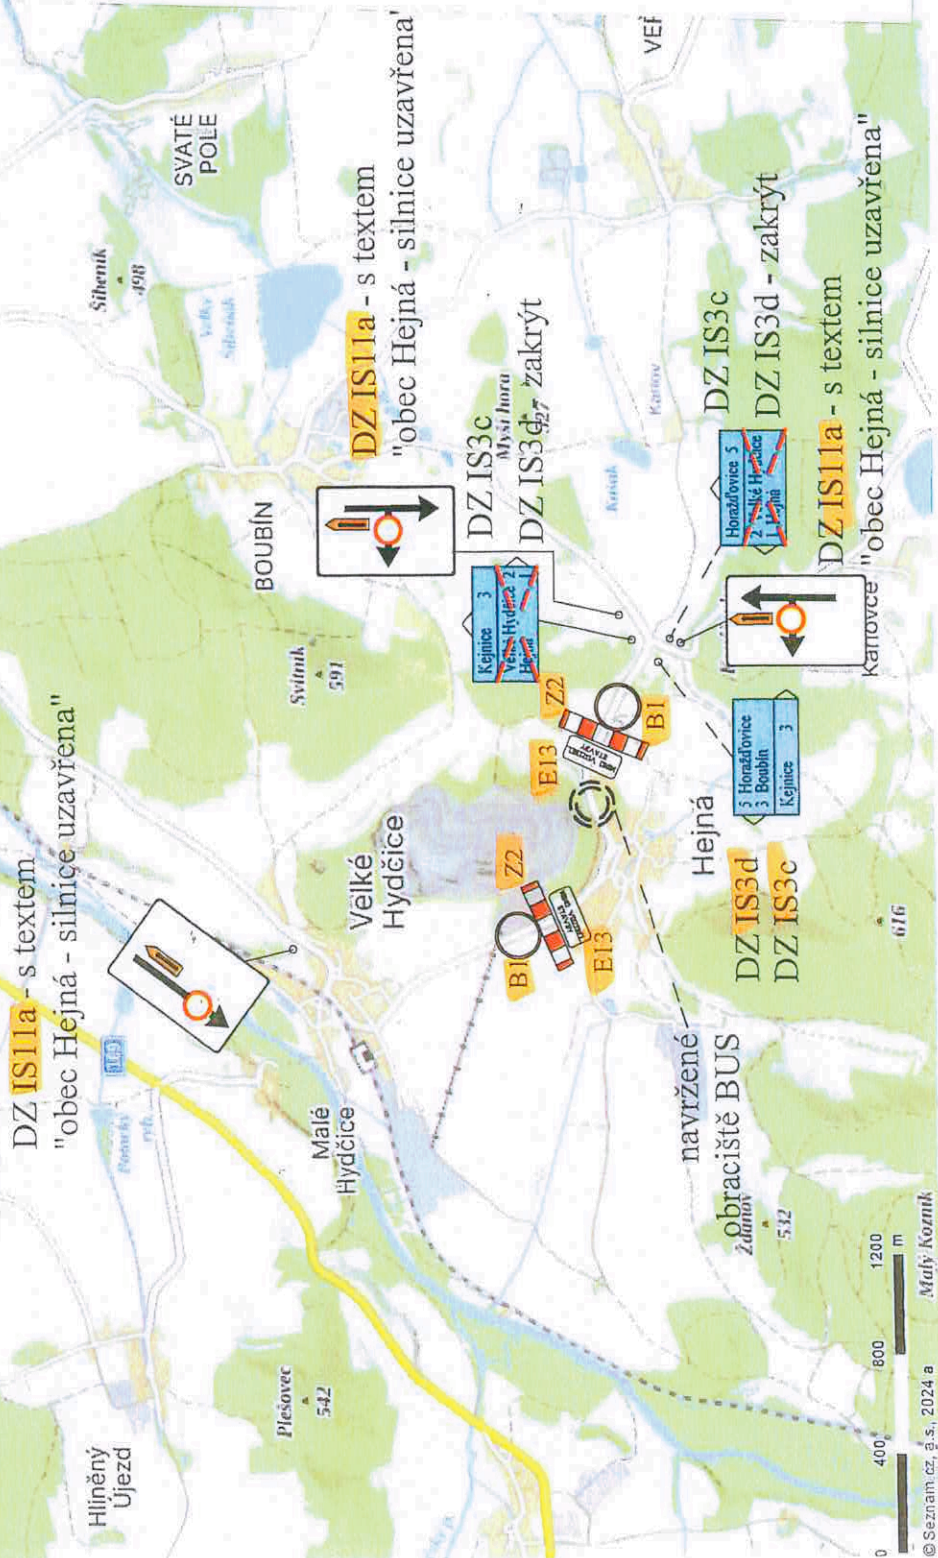 DZ IS11a - s textem
"obec Hejná - silnice uzavřena"
Hliněný
Újezd
Plešovec
542
Malé
Hydčice
Velké
Hydčice
Svitník
591
BOUBÍN
Šibeník
498
SVATÉ
POLE
DZ IS11a - s textem
"obec Hejná - silnice uzavřena"
DZ IS3c
DZ IS3d - zakrýt
Myší hora
527
Kejnice 3
Velké Hydčice 2
Hejná 1
Z2
B1
E13
Z2
B1
E13
Hejná
navržené
obraciště BUS
Ždánov
532
616
DZ IS3d
DZ IS3c
5 Horažďovice
3 Boubín
Kejnice 3
Kaňovce
DZ IS3c
DZ IS3d - zakrýt
Horažďovice 5
2 Velké Hydčice
1 Hejná
DZ IS11a - s textem
"obec Hejná - silnice uzavřena"
Malý Kozník
0 400 800 1200
m
© Seznam.cz, a.s., 2024 a